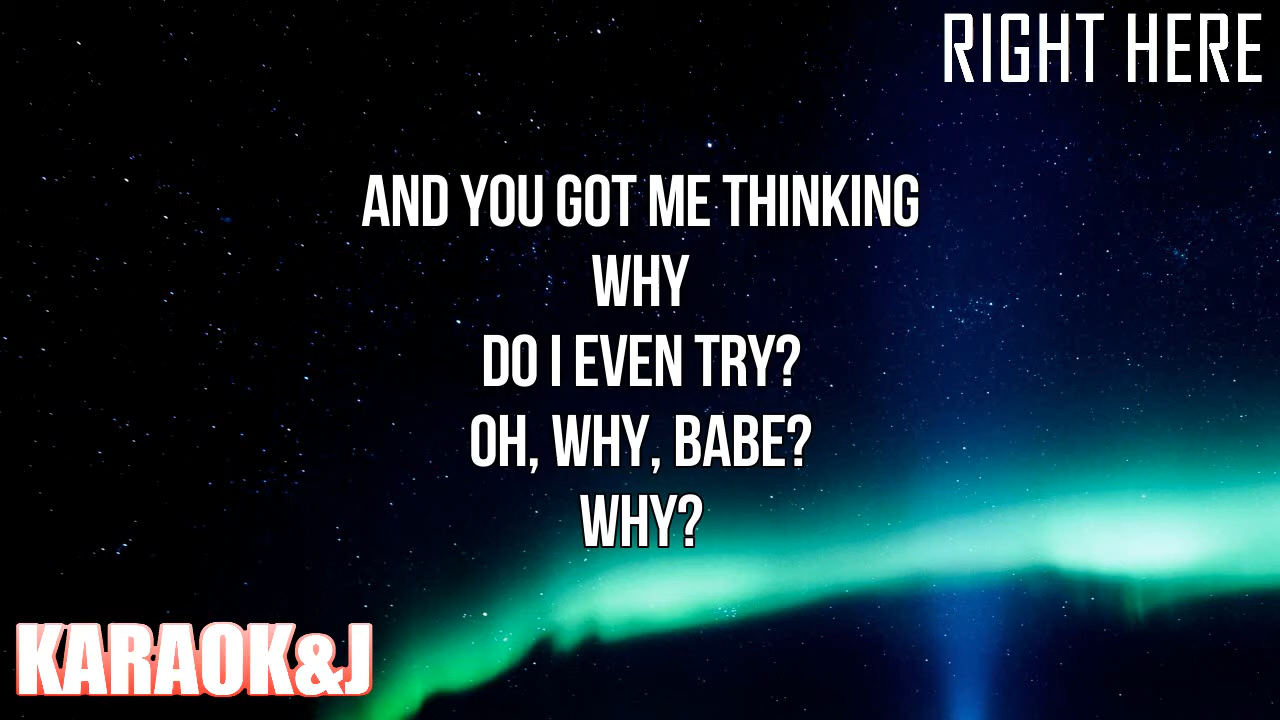 RIGHT HERE
AND YOU GOT ME THINKING
WHY
DO I EVEN TRY?
OH, WHY, BABE?
WHY?
KARAOK&J